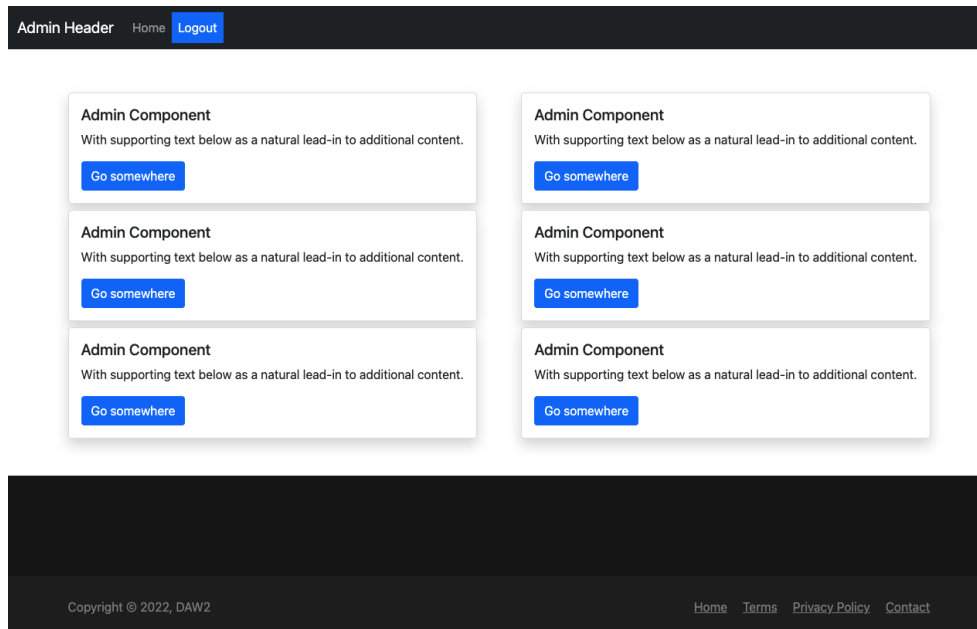 Admin Header Home Logout
Admin Component
With supporting text below as a natural lead-in to additional content.
Go somewhere
Admin Component
With supporting text below as a natural lead-in to additional content.
Go somewhere
Admin Component
With supporting text below as a natural lead-in to additional content.
Go somewhere
Admin Component
With supporting text below as a natural lead-in to additional content.
Go somewhere
Admin Component
With supporting text below as a natural lead-in to additional content.
Go somewhere
Admin Component
With supporting text below as a natural lead-in to additional content.
Go somewhere
Copyright © 2022, DAW2
Home Terms Privacy Policy Contact